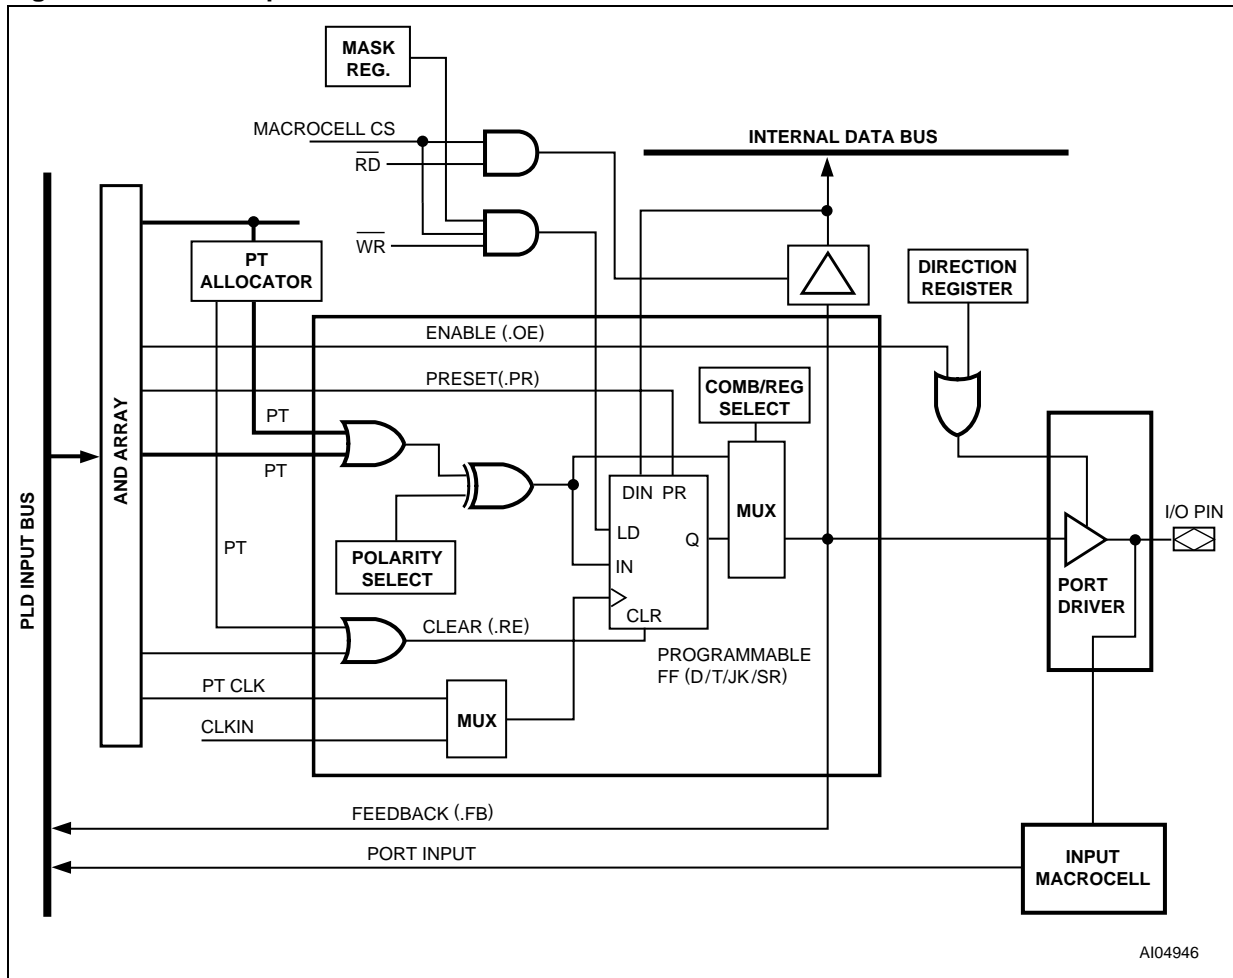 MASK
REG.
MACROCELL CS
RD
WR
INTERNAL DATA BUS
PT
ALLOCATOR
DIRECTION
REGISTER
ENABLE (.OE)
PRESET(.PR)
COMB/REG
SELECT
PT
PT
AND ARRAY
PLD INPUT BUS
DIN PR
MUX
LD
Q
IN
CLR
POLARITY
SELECT
I/O PIN
PORT
DRIVER
PT
CLEAR (.RE)
PROGRAMMABLE
FF (D/T/JK/SR)
PT CLK
MUX
CLKIN
FEEDBACK (.FB)
PORT INPUT
INPUT
MACROCELL
AI04946